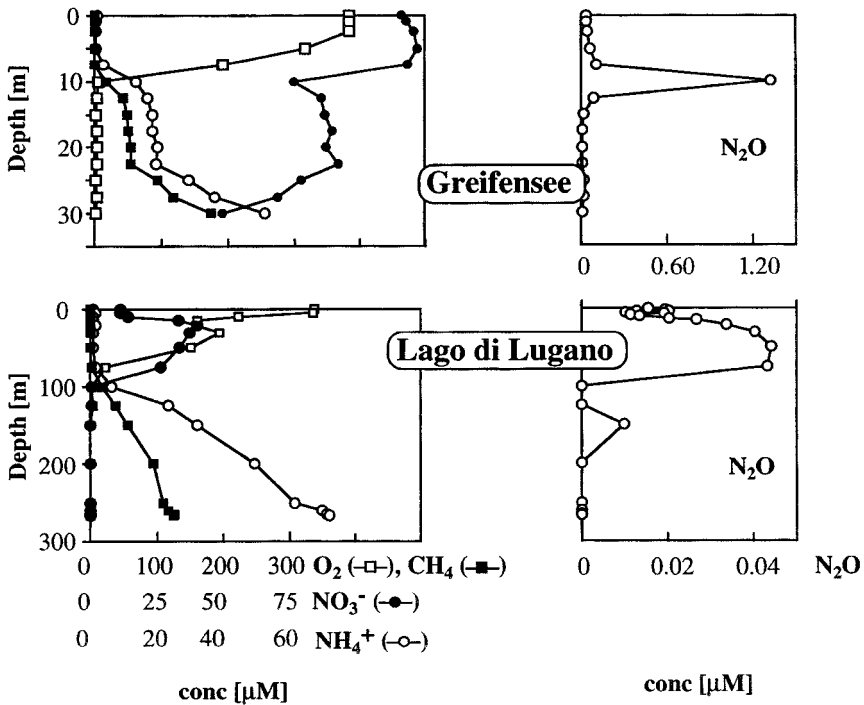 0
10
20
30
Depth [m]
Greifensee
N2O
0 0.60 1.20
0
100
200
300
Depth [m]
Lago di Lugano
N2O
0 100 200 300 O2 (-□-), CH4 (-■-)
0 25 50 75 NO3- (-●-)
0 20 40 60 NH4+ (-○-)
conc [µM]
0 0.02 0.04 N2O
conc [µM]